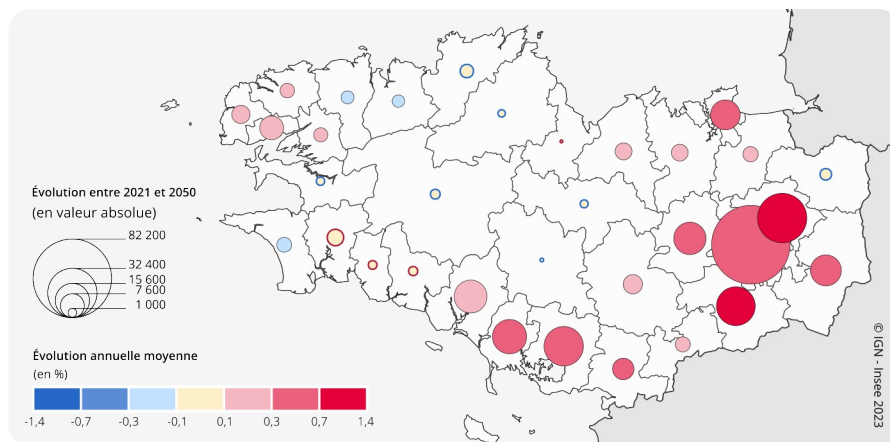 Évolution entre 2021 et 2050
(en valeur absolue)
82 200
32 400
15 600
7 600
1 000
Évolution annuelle moyenne
(en %)
-1,4 -0,7 -0,3 -0,1 0,1 0,3 0,7 1,4
© IGN - Insee 2023